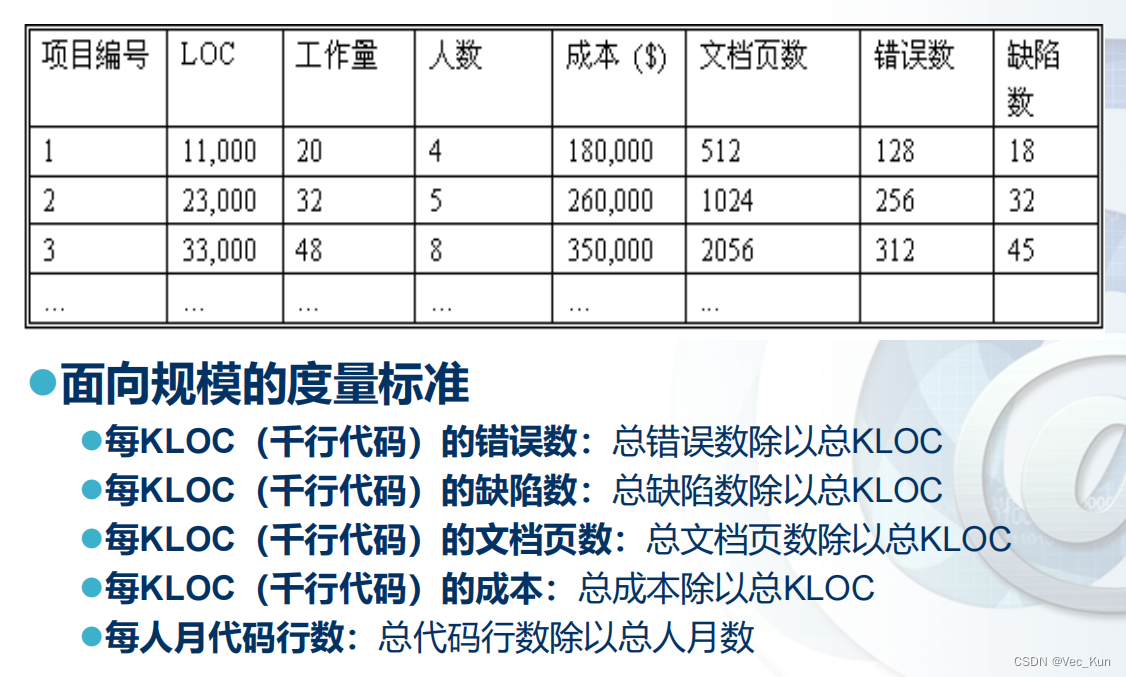 项目编号 LOC 工作量 人数 成本 ($) 文档页数 错误数 缺陷
数
1 11,000 20 4 180,000 512 128 18
2 23,000 32 5 260,000 1024 256 32
3 33,000 48 8 350,000 2056 312 45
... ... ... ... ... ...
●面向规模的度量标准
●每KLOC（千行代码）的错误数：总错误数除以总KLOC
●每KLOC（千行代码）的缺陷数：总缺陷数除以总KLOC
●每KLOC（千行代码）的文档页数：总文档页数除以总KLOC
●每KLOC（千行代码）的成本：总成本除以总KLOC
●每人月代码行数：总代码行数除以总人月数
CSDN @Vec_Kun